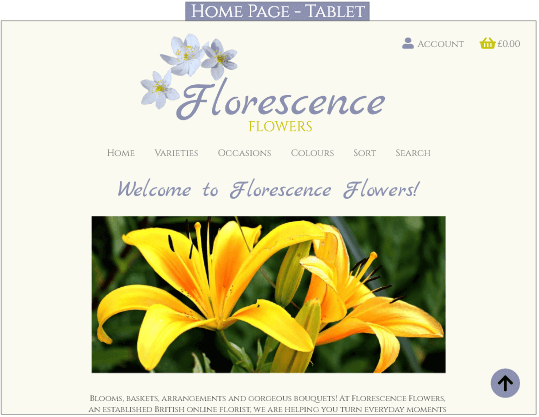 Home Page - Tablet
Account £0.00
Florescence
FLOWERS
Home Varieties Occasions Colours Sort Search
Welcome to Florescence Flowers!
Blooms, baskets, arrangements and gorgeous bouquets! At Florescence Flowers,
an established British online florist, we are helping you turn everyday moments